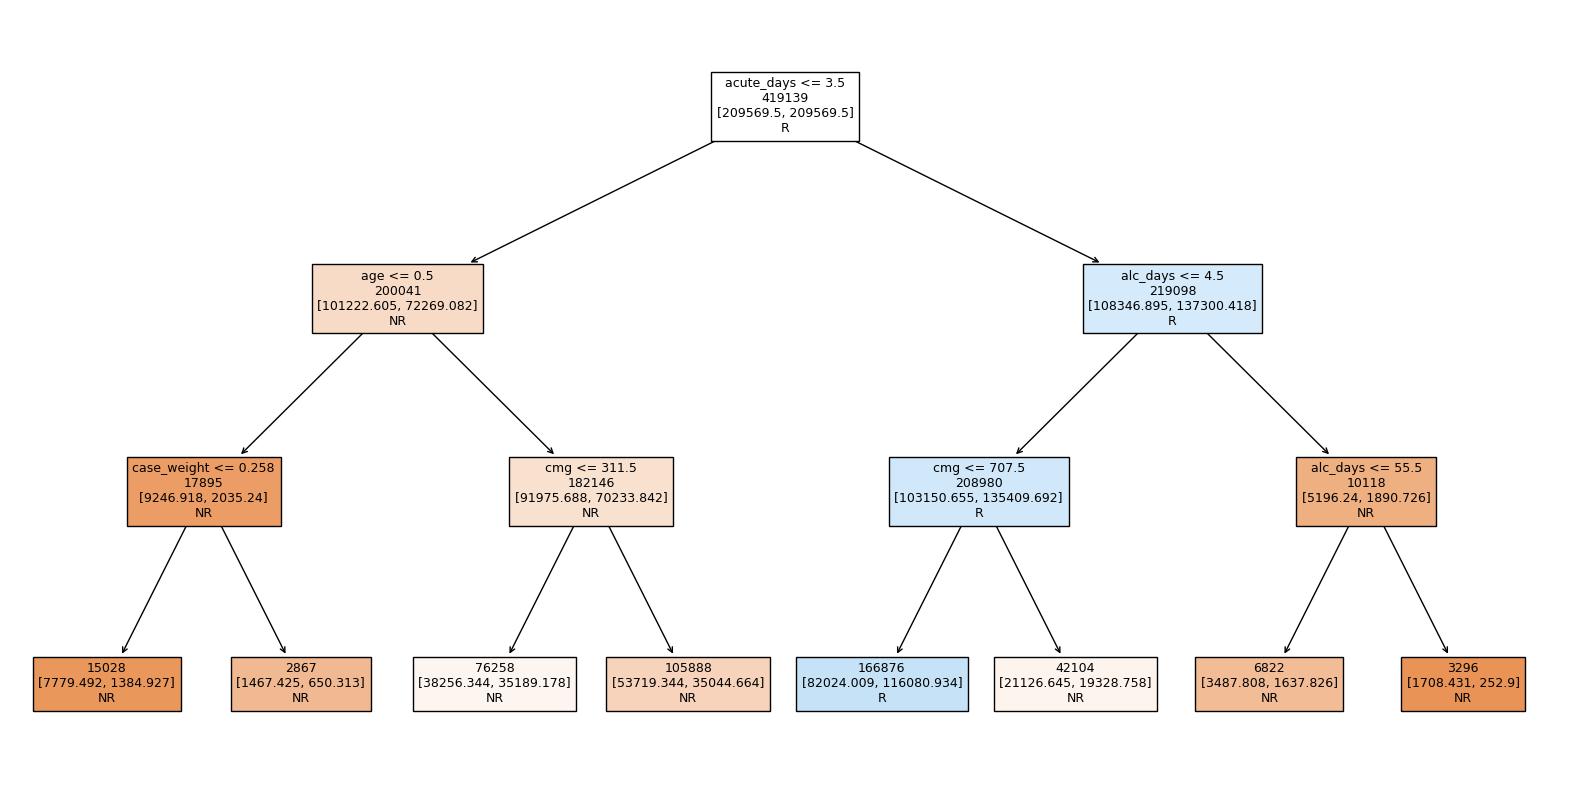 acute_days <= 3.5
419139
[209569.5, 209569.5]
R
age <= 0.5
200041
[101222.605, 72269.082]
NR
alc_days <= 4.5
219098
[108346.895, 137300.418]
R
case_weight <= 0.258
17895
[9246.918, 2035.24]
NR
cmg <= 311.5
182146
[91975.688, 70233.842]
NR
cmg <= 707.5
208980
[103150.655, 135409.692]
R
alc_days <= 55.5
10118
[5196.24, 1890.726]
NR
15028
[7779.492, 1384.927]
NR
2867
[1467.425, 650.313]
NR
76258
[38256.344, 35189.178]
NR
105888
[53719.344, 35044.664]
NR
166876
[82024.009, 116080.934]
R
42104
[21126.645, 19328.758]
NR
6822
[3487.808, 1637.826]
NR
3296
[1708.431, 252.9]
NR